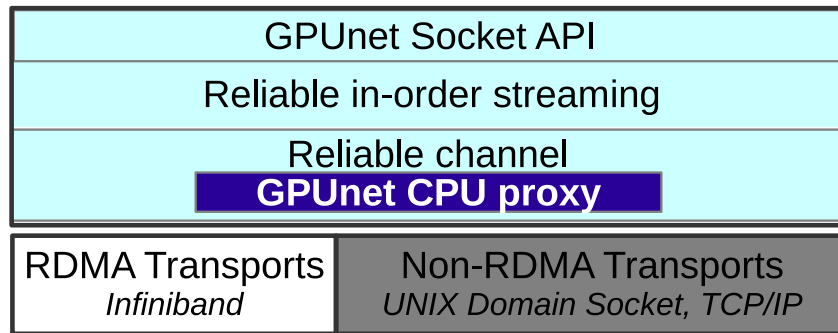 GPUnet Socket API
Reliable in-order streaming
Reliable channel
GPUnet CPU proxy
RDMA Transports
Infiniband
Non-RDMA Transports
UNIX Domain Socket, TCP/IP